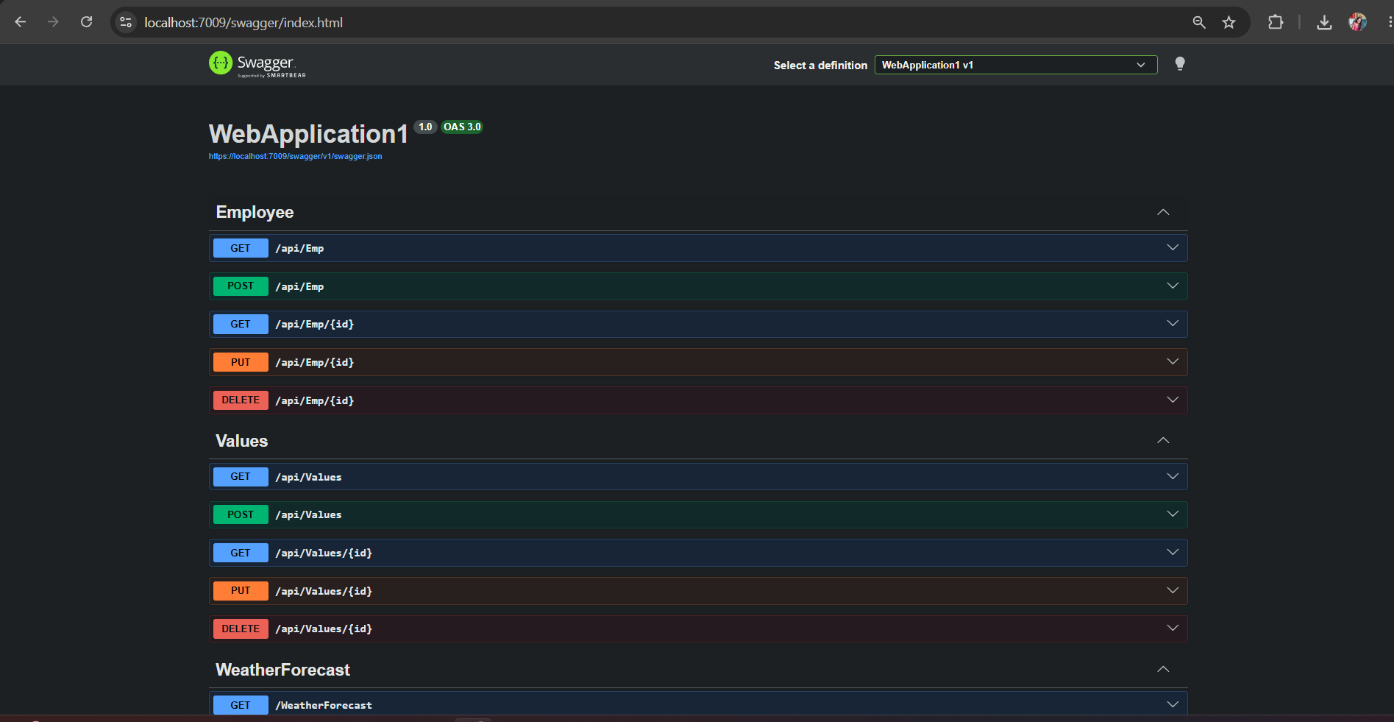 localhost:7009/swagger/index.html
Swagger.
Supported by SMARTBEAR
Select a definition
WebApplication1 v1
WebApplication1 1.0 OAS 3.0
https://localhost:7009/swagger/v1/swagger.json
Employee
GET /api/Emp
POST /api/Emp
GET /api/Emp/{id}
PUT /api/Emp/{id}
DELETE /api/Emp/{id}
Values
GET /api/Values
POST /api/Values
GET /api/Values/{id}
PUT /api/Values/{id}
DELETE /api/Values/{id}
WeatherForecast
GET /WeatherForecast